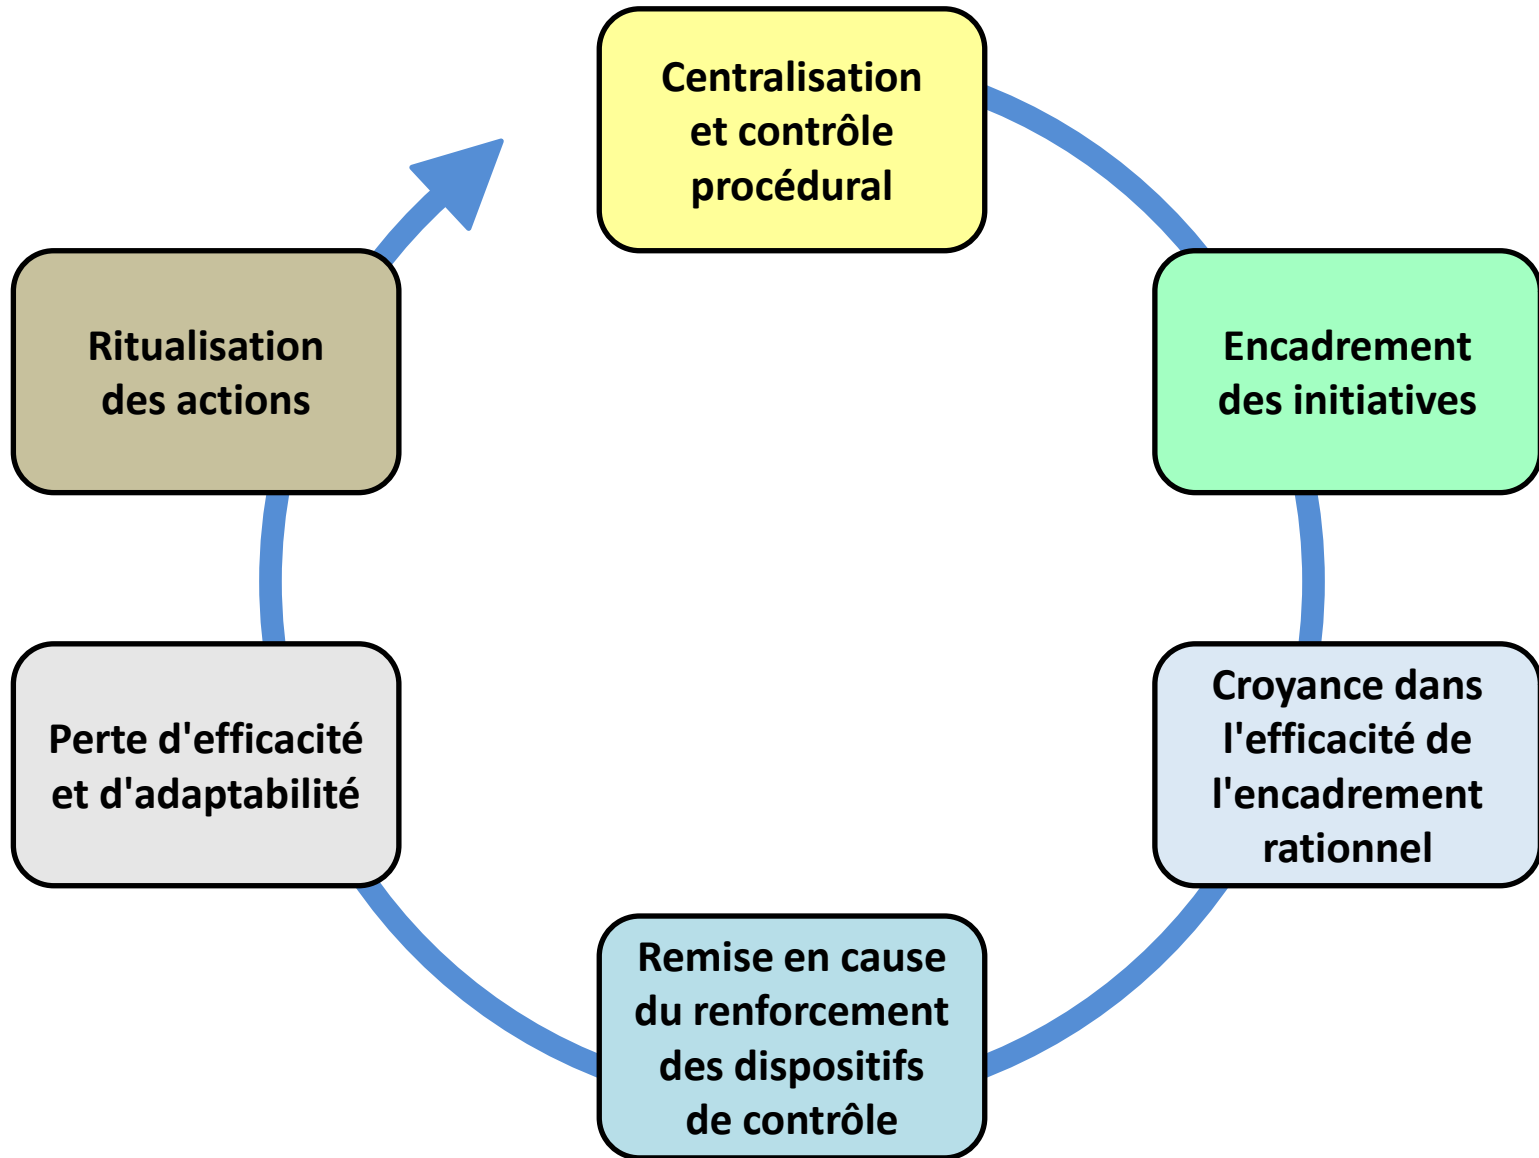 Centralisation
et contrôle
procédural
Encadrement
des initiatives
Croyance dans
l'efficacité de
l'encadrement
rationnel
Remise en cause
du renforcement
des dispositifs
de contrôle
Perte d'efficacité
et d'adaptabilité
Ritualisation
des actions